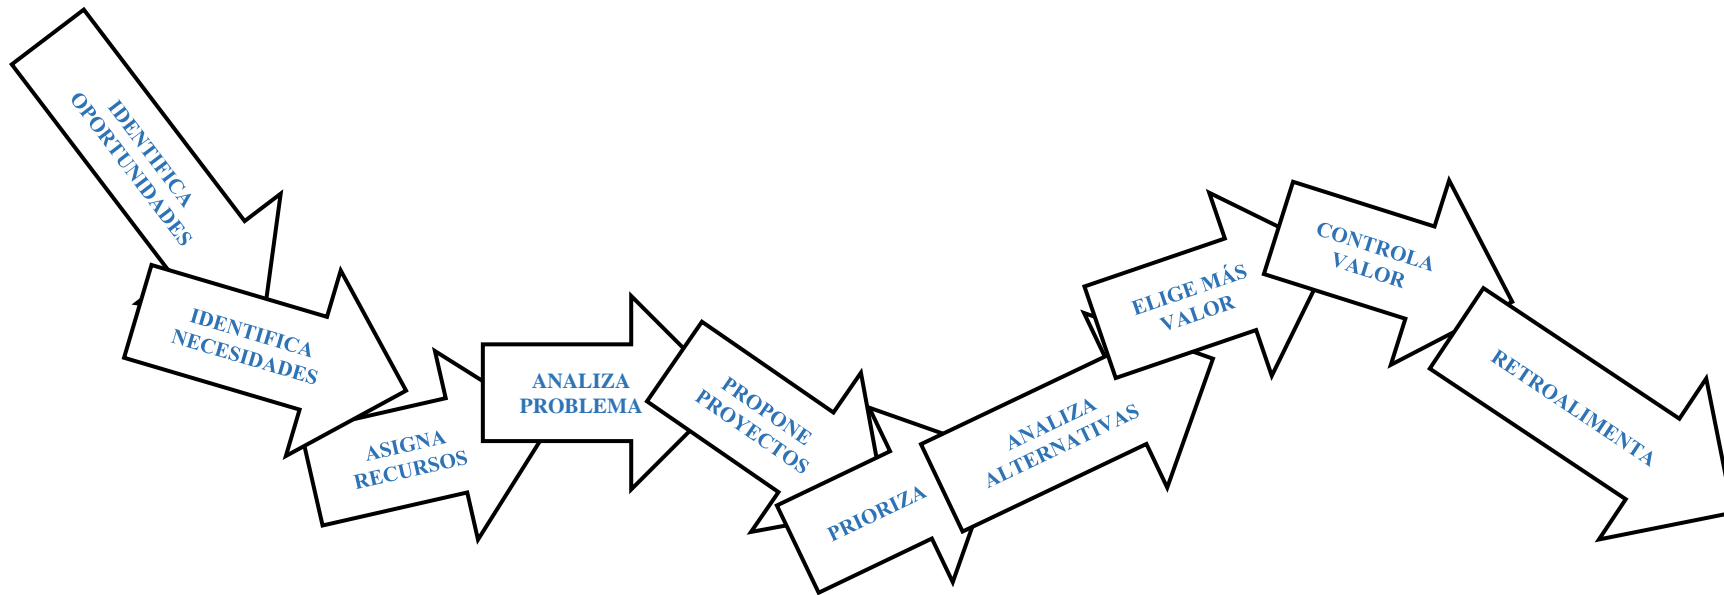 IDENTIFICA
OPORTUNIDADES
IDENTIFICA
NECESIDADES
ASIGNA
RECURSOS
ANALIZA
PROBLEMA
PROPONE
PROYECTOS
PRIORIZA
ANALIZA
ALTERNATIVAS
ELIGE MÁS
VALOR
CONTROLA
VALOR
RETROALIMENTA